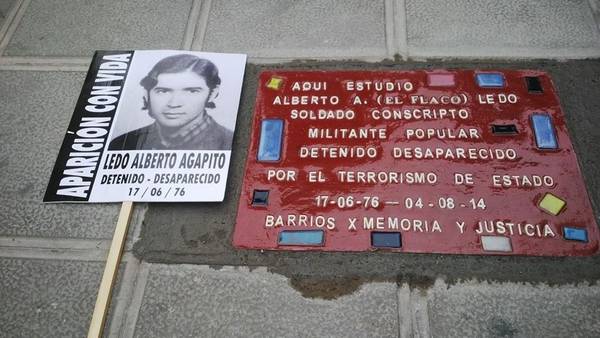 APARICIÓN CON VIDA
LEDO ALBERTO AGAPITO
DETENIDO - DESAPARECIDO
17 / 06 / 76
AQUI ESTUDIO
ALBERTO A. (EL FLACO) LEDO
SOLDADO CONSCRIPTO
MILITANTE POPULAR
DETENIDO DESAPARECIDO
POR EL TERRORISMO DE ESTADO
17-06-76 -- 04-08-14
BARRIOS X MEMORIA Y JUSTICIA